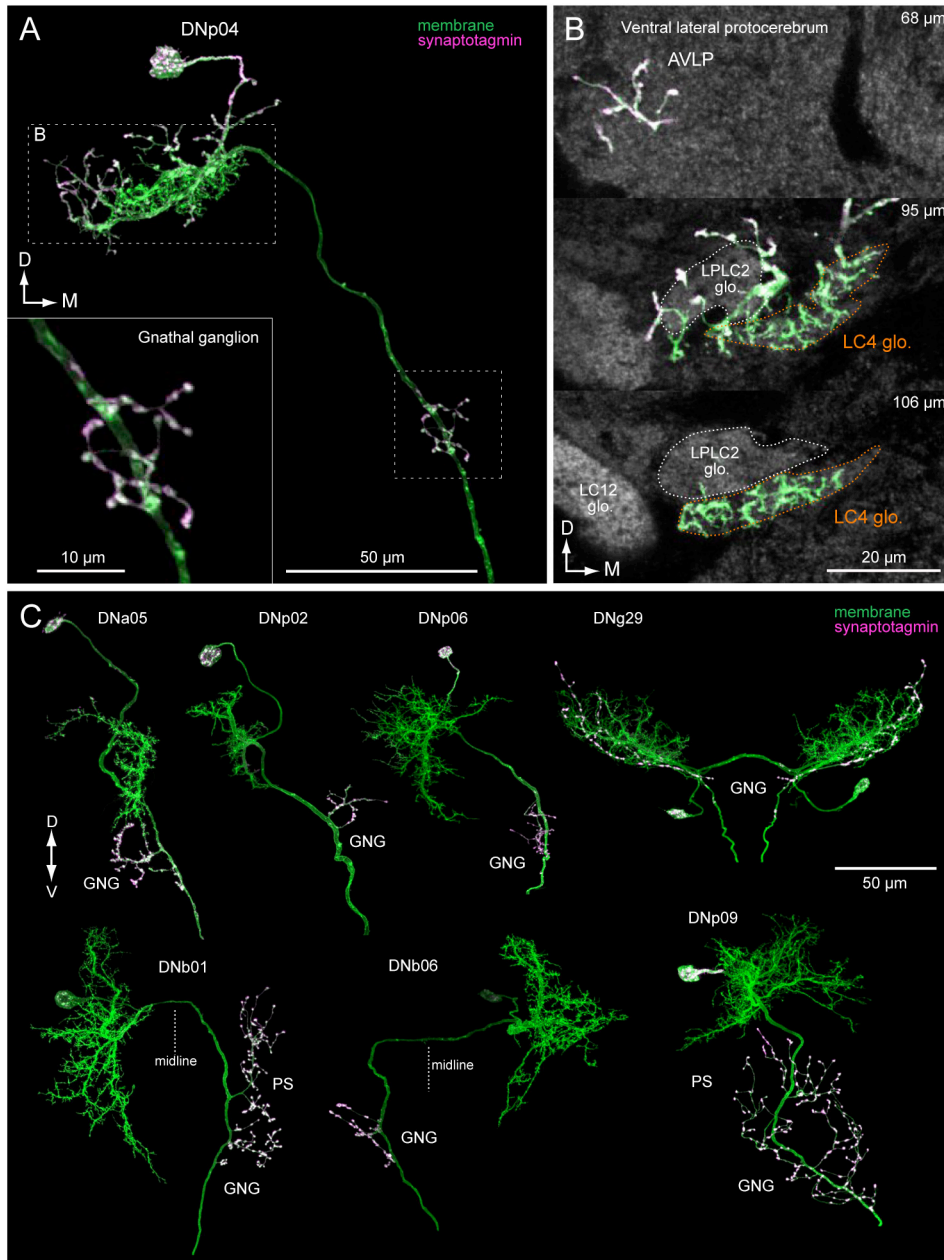 A
DNp04
membrane
synaptotagmin
B
D
M
Gnathal ganglion
10 µm
50 µm
B
Ventral lateral protocerebrum
68 µm
AVLP
95 µm
LPLC2
glo.
LC4 glo.
106 µm
LPLC2
glo.
LC12
glo.
LC4 glo.
D
M
20 µm
C
DNa05
DNp02
DNp06
DNg29
membrane
synaptotagmin
D
V
GNG
GNG
GNG
GNG
50 µm
DNb01
midline
PS
GNG
DNb06
midline
GNG
DNp09
PS
GNG